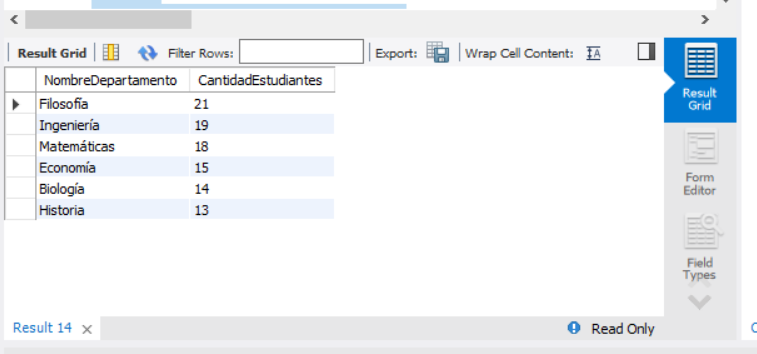 Result Grid Filter Rows: Export: Wrap Cell Content: IA
NombreDepartamento CantidadEstudiantes
Filosofía 21
Ingeniería 19
Matemáticas 18
Economía 15
Biología 14
Historia 13
Result
Grid
Form
Editor
Field
Types
Result 14 × Read Only